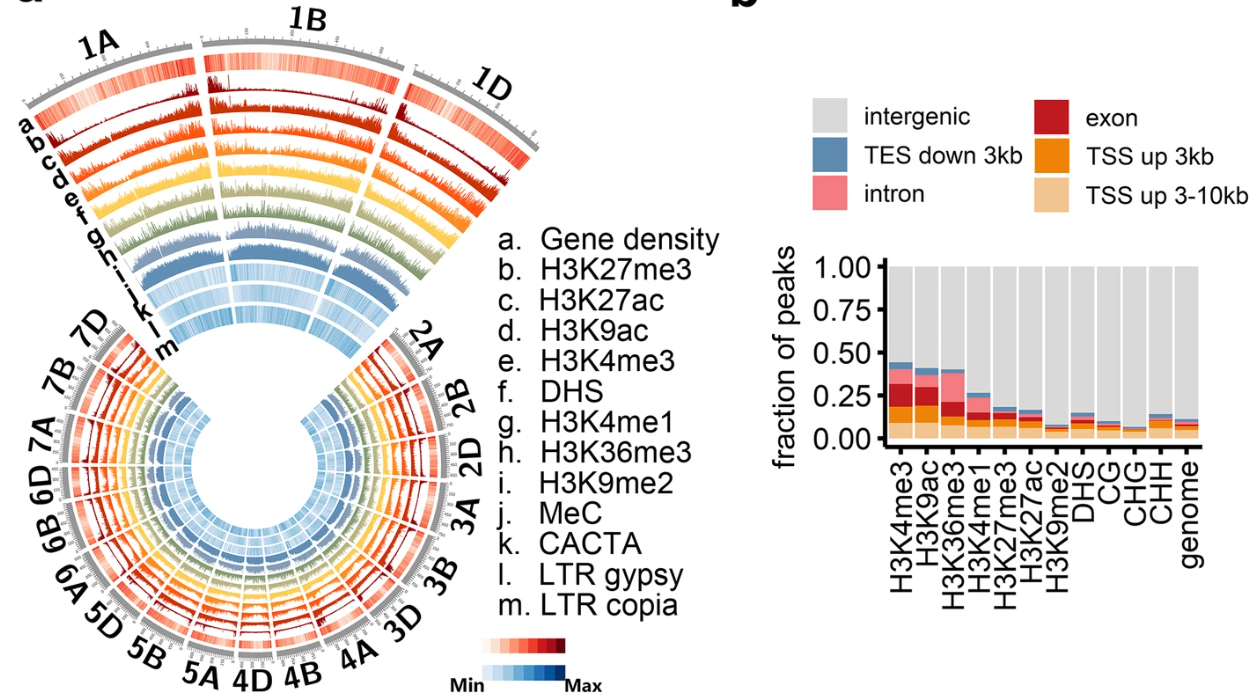 a
b
1A
1B
1D
a
b
c
d
e
f
g
h
i
j
k
l
m
7D
7B
7A
6D
6B
6A
5D
5B
5A
4D
4B
4A
3D
3B
3A
2D
2B
2A
a. Gene density
b. H3K27me3
c. H3K27ac
d. H3K9ac
e. H3K4me3
f. DHS
g. H3K4me1
h. H3K36me3
i. H3K9me2
j. MeC
k. CACTA
l. LTR gypsy
m. LTR copia
Min Max
intergenic exon
TES down 3kb TSS up 3kb
intron TSS up 3-10kb
fraction of peaks
1.00
0.75
0.50
0.25
0.00
H3K4me3
H3K9ac
H3K36me3
H3K4me1
H3K27me3
H3K27ac
H3K9me2
DHS
CG
CHG
CHH
genome